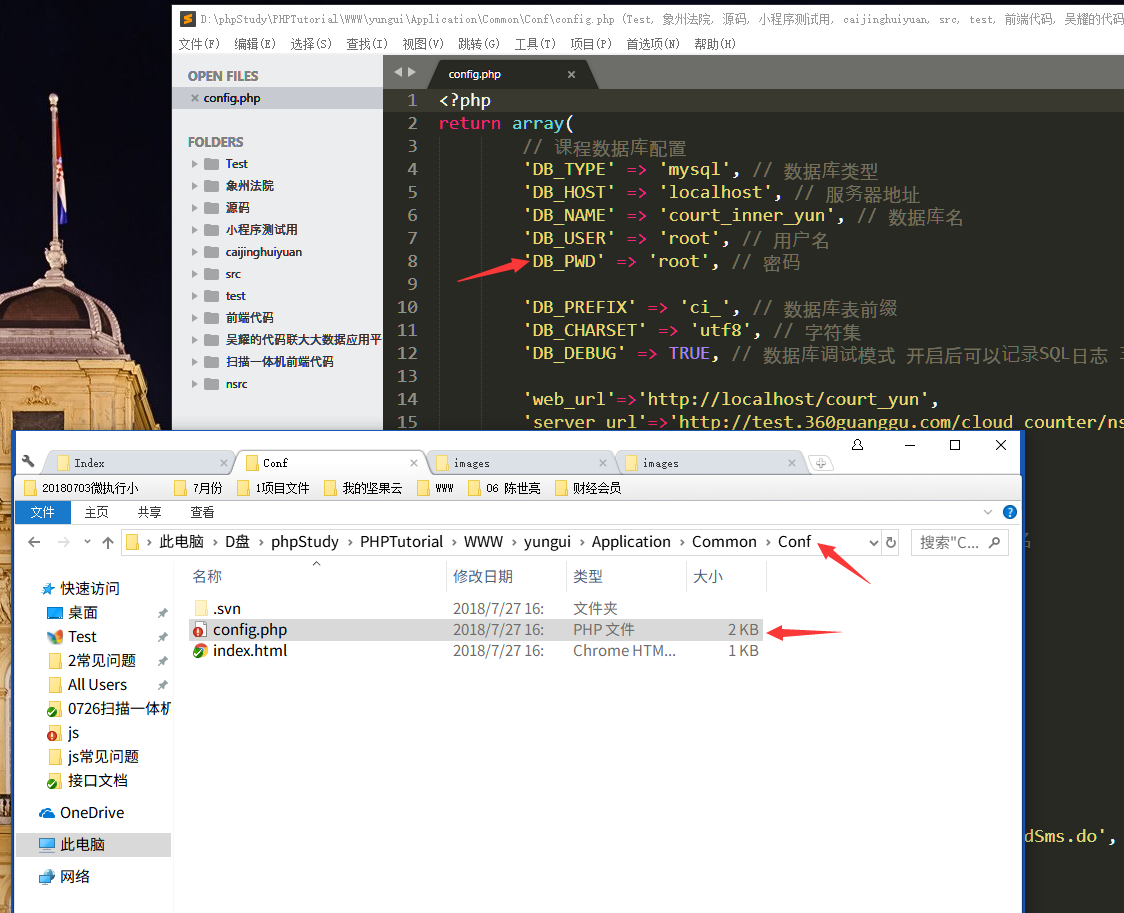 D:\phpStudy\PHPTutorial\WWW\yungui\Application\Common\Conf\config.php (Test, 象州法院, 源码, 小程序测试用, caijinghuiyuan, src, test, 前端代码, 吴耀的代码
文件(F) 编辑(E) 选择(S) 查找(I) 视图(V) 跳转(G) 工具(T) 项目(P) 首选项(N) 帮助(H)
OPEN FILES
config.php
FOLDERS
Test
象州法院
源码
小程序测试用
caijinghuiyuan
src
test
前端代码
吴耀的代码联大大数据应用平
扫描一体机前端代码
nsrc
config.php
1 <?php
2 return array(
3 // 课程数据库配置
4 'DB_TYPE' => 'mysql', // 数据库类型
5 'DB_HOST' => 'localhost', // 服务器地址
6 'DB_NAME' => 'court_inner_yun', // 数据库名
7 'DB_USER' => 'root', // 用户名
8 'DB_PWD' => 'root', // 密码
9
10 'DB_PREFIX' => 'ci_', // 数据库表前缀
11 'DB_CHARSET' => 'utf8', // 字符集
12 'DB_DEBUG' => TRUE, // 数据库调试模式 开启后可以记录SQL日志
13
14 'web_url'=>'http://localhost/court_yun',
15 'server_url'=>'http://test.360guanggu.com/cloud_counter/ns
Index Conf images images
20180703微执行小 7月份 1项目文件 我的坚果云 WWW 06 陈世亮 财经会员
文件 主页 共享 查看
此电脑 D盘 phpStudy PHPTutorial WWW yungui Application Common Conf 搜索"C...
名称 修改日期 类型 大小
.svn 2018/7/27 16: 文件夹
config.php 2018/7/27 16: PHP 文件 2 KB
index.html 2018/7/27 16: Chrome HTM... 1 KB
快速访问
桌面
Test
2常见问题
All Users
0726扫描一体机
js
js常见问题
接口文档
OneDrive
此电脑
网络
名
dSms.do',